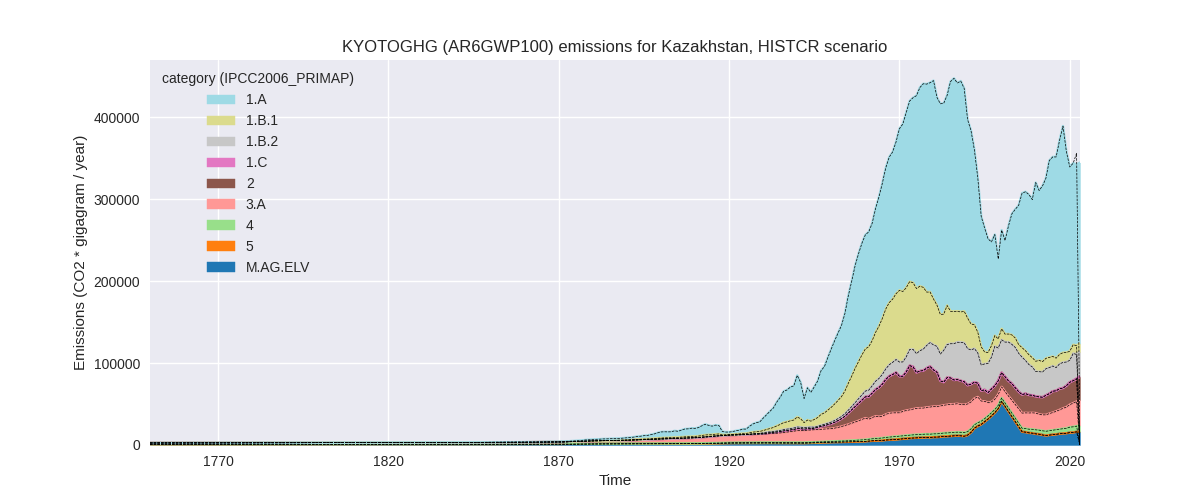 KYOTOGHG (AR6GWP100) emissions for Kazakhstan, HISTCR scenario
category (IPCC2006_PRIMAP)
1.A
1.B.1
1.B.2
1.C
2
3.A
4
5
M.AG.ELV
Emissions (CO2 * gigagram / year)
400000
300000
200000
100000
0
1770
1820
1870
1920
1970
2020
Time